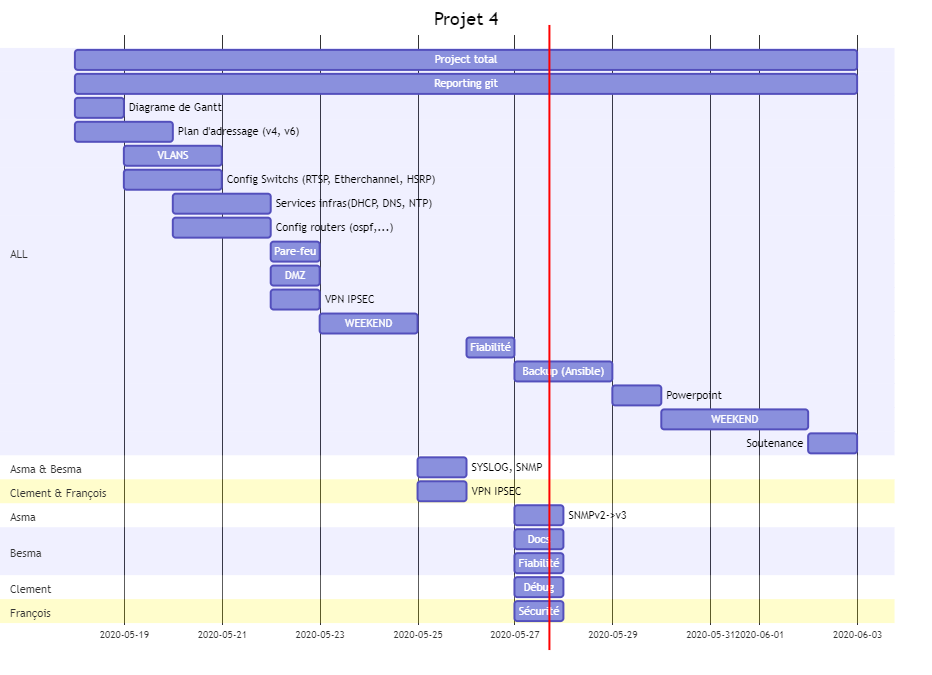 Projet 4
Project total
Reporting git
Diagrame de Gantt
Plan d'adressage (v4, v6)
VLANS
Config Switchs (RTSP, Etherchannel, HSRP)
Services infras(DHCP, DNS, NTP)
Config routers (ospf,...)
ALL
Pare-feu
DMZ
VPN IPSEC
WEEKEND
Fiabilité
Backup (Ansible)
Powerpoint
WEEKEND
Soutenance
Asma & Besma
SYSLOG, SNMP
Clement & François
VPN IPSEC
Asma
SNMPv2->v3
Besma
Docs
Fiabilité
Clement
Débug
François
Sécurité
2020-05-19 2020-05-21 2020-05-23 2020-05-25 2020-05-27 2020-05-29 2020-05-31 2020-06-01 2020-06-03